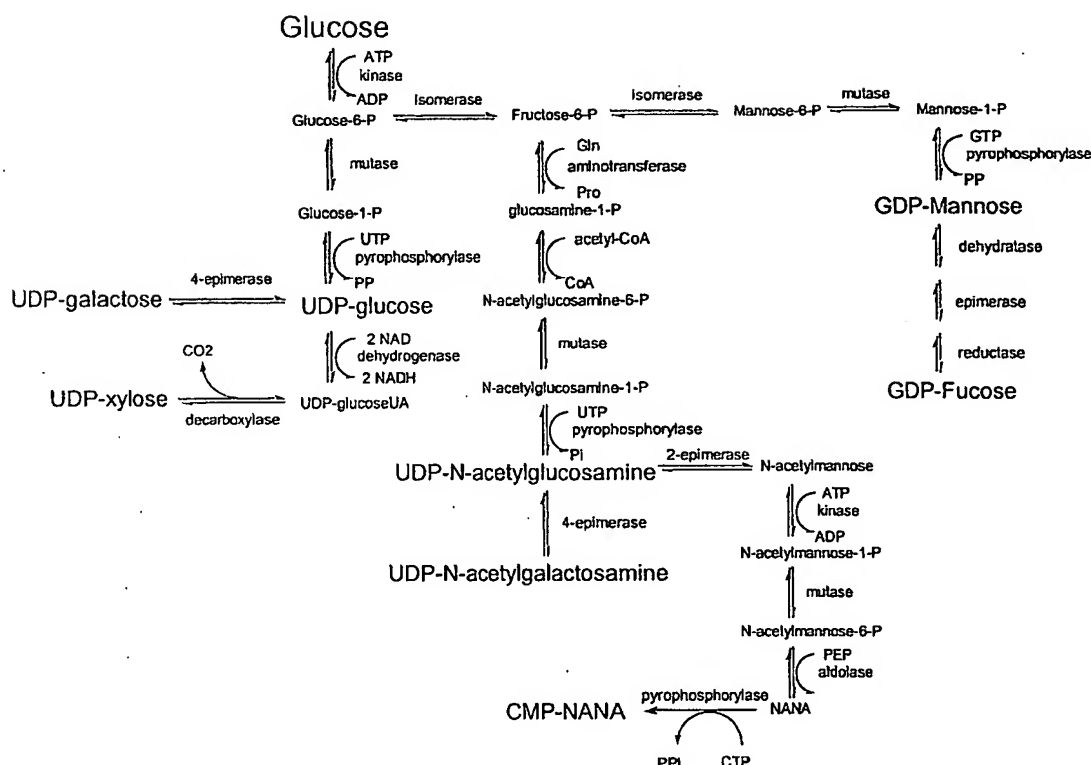 Glucose
ATP
kinase
ADP
Isomerase
Isomerase
mutase
Glucose-6-P
Fructose-6-P
Mannose-6-P
Mannose-1-P
mutase
Gln
aminotransferase
Pro
GTP
pyrophosphorylase
PP
Glucose-1-P
glucosamine-1-P
GDP-Mannose
UTP
pyrophosphorylase
PP
acetyl-CoA
CoA
dehydratase
4-epimerase
UDP-galactose
UDP-glucose
N-acetylglucosamine-6-P
epimerase
2 NAD
dehydrogenase
2 NADH
mutase
reductase
CO2
UDP-xylose
decarboxylase
UDP-glucoseUA
N-acetylglucosamine-1-P
GDP-Fucose
UTP
pyrophosphorylase
Pi
UDP-N-acetylglucosamine
2-epimerase
N-acetylmannose
4-epimerase
ATP
kinase
ADP
UDP-N-acetylgalactosamine
N-acetylmannose-1-P
mutase
N-acetylmannose-6-P
PEP
aldolase
CMP-NANA
pyrophosphorylase
NANA
PPi
CTP